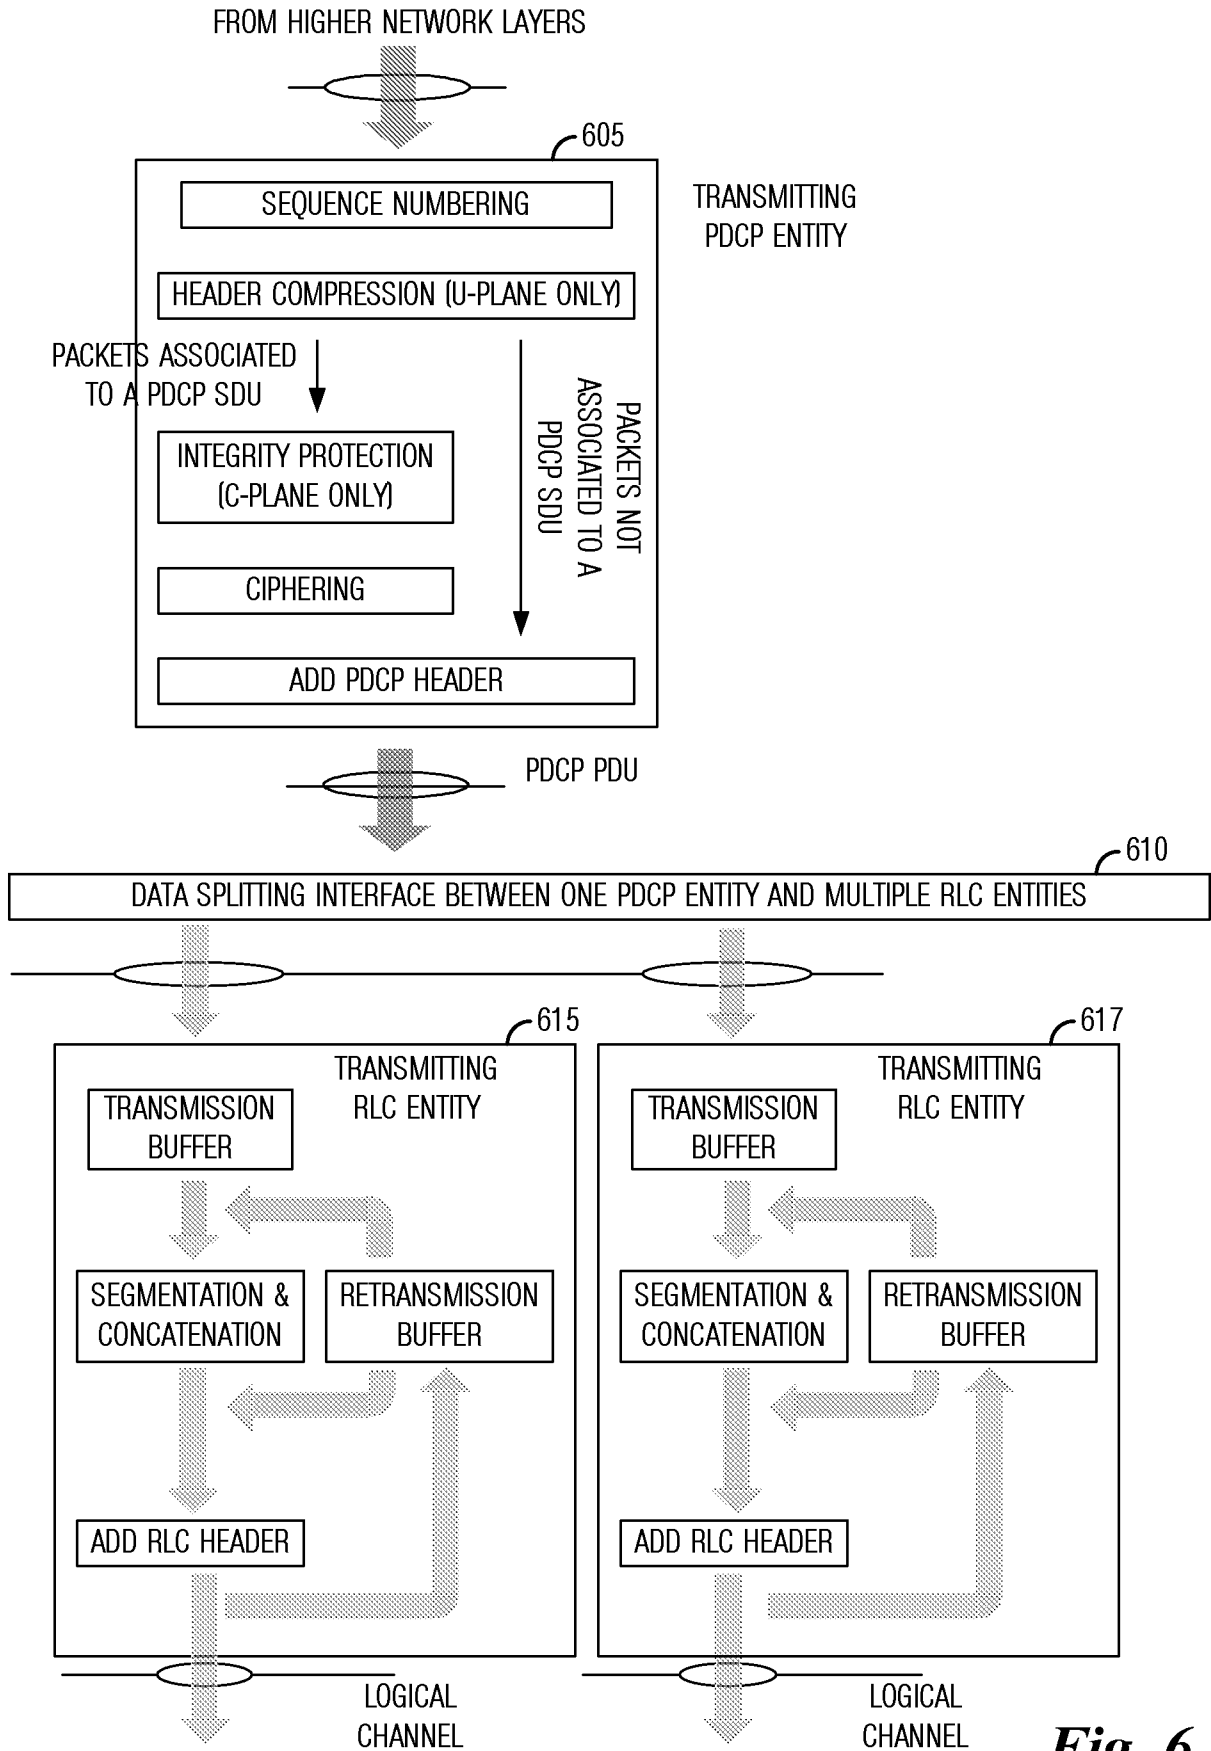 FROM HIGHER NETWORK LAYERS
605
SEQUENCE NUMBERING
TRANSMITTING
PDCP ENTITY
HEADER COMPRESSION (U-PLANE ONLY)
PACKETS ASSOCIATED
TO A PDCP SDU
PACKETS NOT
ASSOCIATED TO A
PDCP SDU
INTEGRITY PROTECTION
(C-PLANE ONLY)
CIPHERING
ADD PDCP HEADER
PDCP PDU
610
DATA SPLITTING INTERFACE BETWEEN ONE PDCP ENTITY AND MULTIPLE RLC ENTITIES
615
TRANSMITTING
RLC ENTITY
TRANSMISSION
BUFFER
SEGMENTATION &
CONCATENATION
RETRANSMISSION
BUFFER
ADD RLC HEADER
LOGICAL
CHANNEL
617
TRANSMITTING
RLC ENTITY
TRANSMISSION
BUFFER
SEGMENTATION &
CONCATENATION
RETRANSMISSION
BUFFER
ADD RLC HEADER
LOGICAL
CHANNEL
Fig. 6